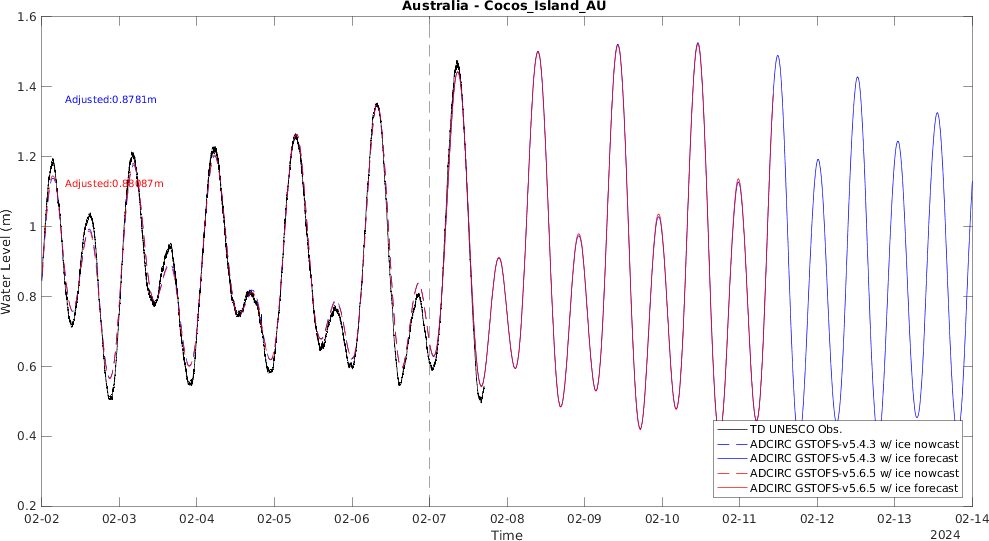 Australia - Cocos_Island_AU
1.6
1.4
1.2
1
0.8
0.6
0.4
0.2
Water Level (m)
Adjusted:0.8781m
Adjusted:0.88087m
TD UNESCO Obs.
ADCIRC GSTOFS-v5.4.3 w/ ice nowcast
ADCIRC GSTOFS-v5.4.3 w/ ice forecast
ADCIRC GSTOFS-v5.6.5 w/ ice nowcast
ADCIRC GSTOFS-v5.6.5 w/ ice forecast
02-02 02-03 02-04 02-05 02-06 02-07 02-08 02-09 02-10 02-11 02-12 02-13 02-14
Time
2024